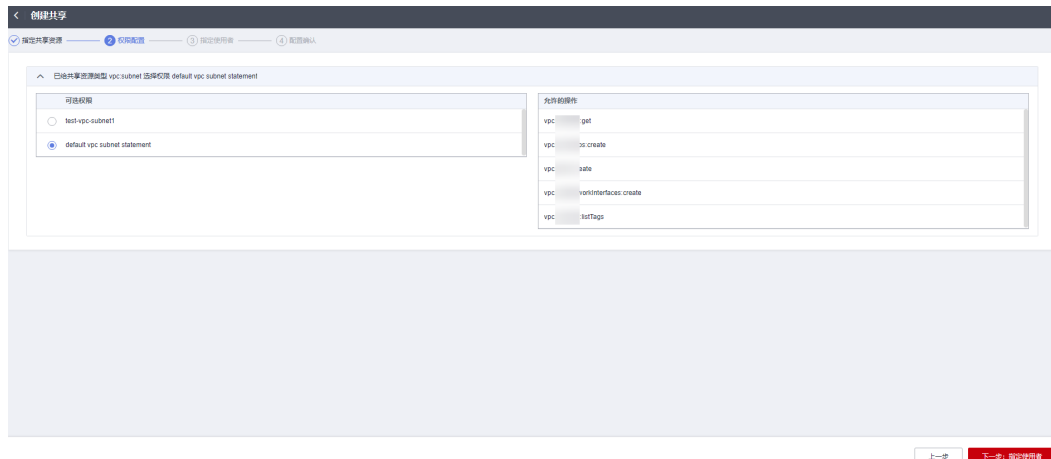 创建共享
指定共享资源 2 权限配置 3 指定使用者 4 配置确认
已给共享资源类型 vpc:subnet 选择权限 default vpc subnet statement
可选权限 允许的操作
test-vpc-subnet1 vpc: :get
default vpc subnet statement vpc: os:create
vpc: eate
vpc: vorkInterfaces:create
vpc: :listTags
上一步 下一步：指定使用者